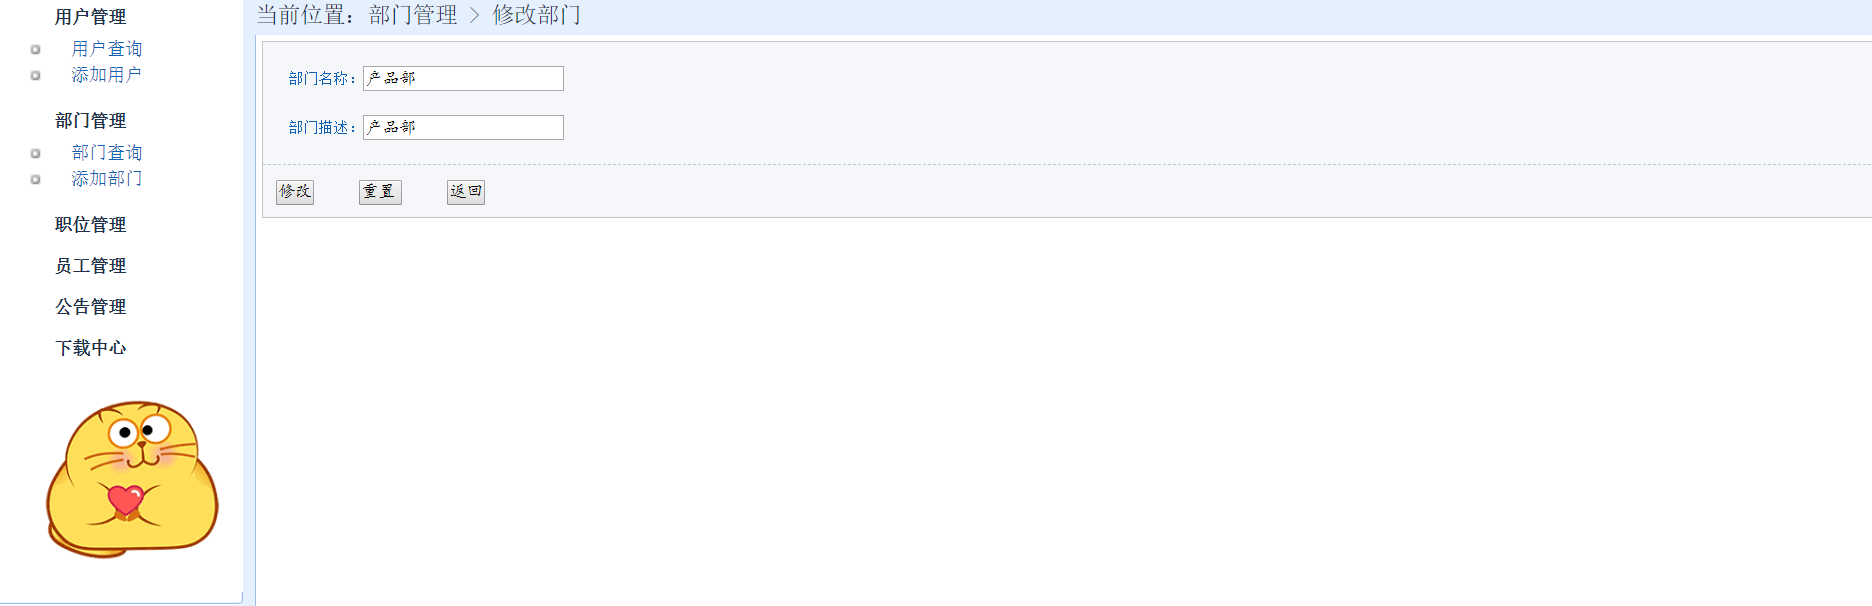 用户管理
用户查询
添加用户
部门管理
部门查询
添加部门
职位管理
员工管理
公告管理
下载中心
当前位置：部门管理 > 修改部门
部门名称：产品部
部门描述：产品部
修改 重置 返回